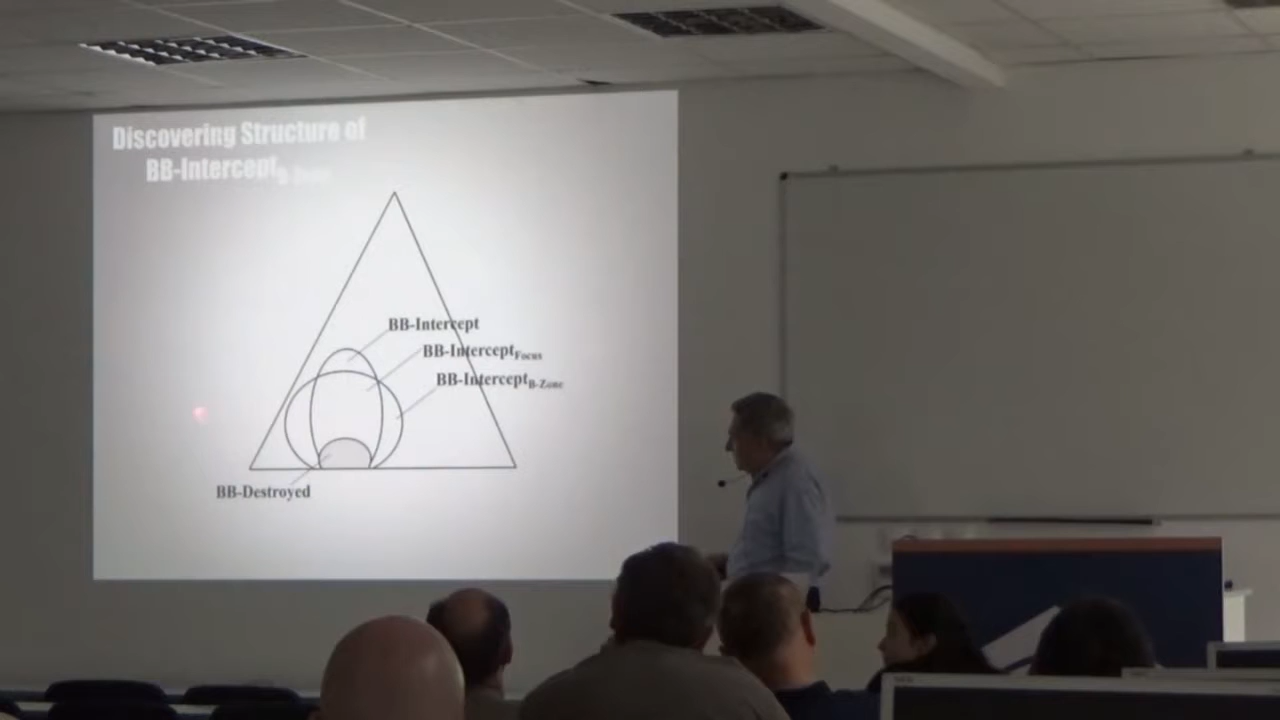 Discovering Structure of
BB-Intercept
BB-Intercept
BB-InterceptFocus
BB-InterceptB-Zone
BB-Destroyed